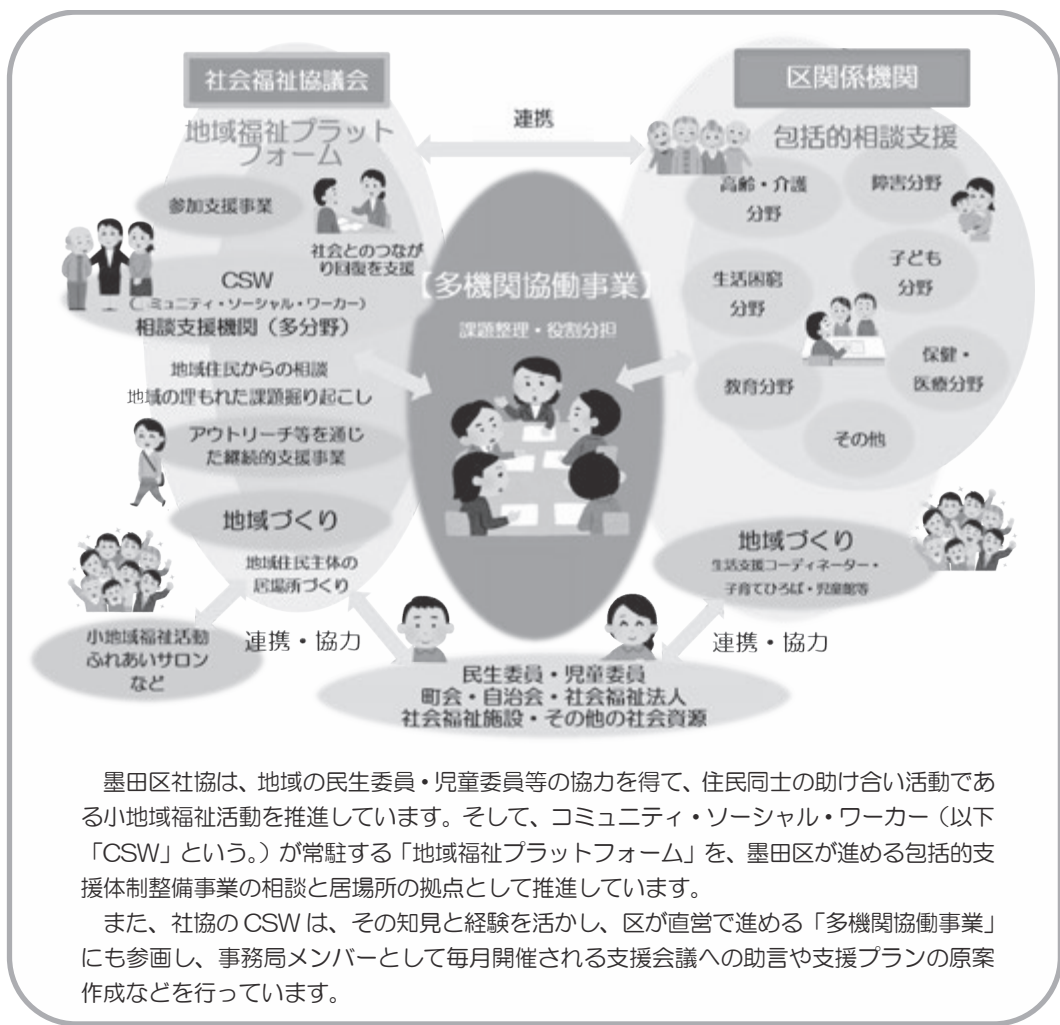 社会福祉協議会
地域福祉プラット
フォーム
参加支援事業
社会とのつなが
り回復を支援
CSW
ミュニティ・ソーシャル・ワーカー）
相談支援機関（多分野）
地域住民からの相談
地域の埋もれた課題掘り起こし
アウトリーチ等を通じ
た継続的支援事業
地域づくり
地域住民主体の
居場所づくり
小地域福祉活動
ふれあいサロン
など
連携・協力
連携
【多機関協働事業】
課題整理・役割分担
区関係機関
包括的相談支援
高齢・介護
分野
障害分野
生活困窮
分野
子ども
分野
教育分野
保健・
医療分野
その他
地域づくり
生活支援コーディネーター・
子育てひろば・児童館等
連携・協力
民生委員・児童委員
町会・自治会・社会福祉法人
社会福祉施設・その他の社会資源
墨田区社協は、地域の民生委員・児童委員等の協力を得て、住民同士の助け合い活動であ
る小地域福祉活動を推進しています。そして、コミュニティ・ソーシャル・ワーカー（以下
「CSW」という。）が常駐する「地域福祉プラットフォーム」を、墨田区が進める包括的支
援体制整備事業の相談と居場所の拠点として推進しています。
また、社協の CSW は、その知見と経験を活かし、区が直営で進める「多機関協働事業」
にも参画し、事務局メンバーとして毎月開催される支援会議への助言や支援プランの原案
作成などを行っています。